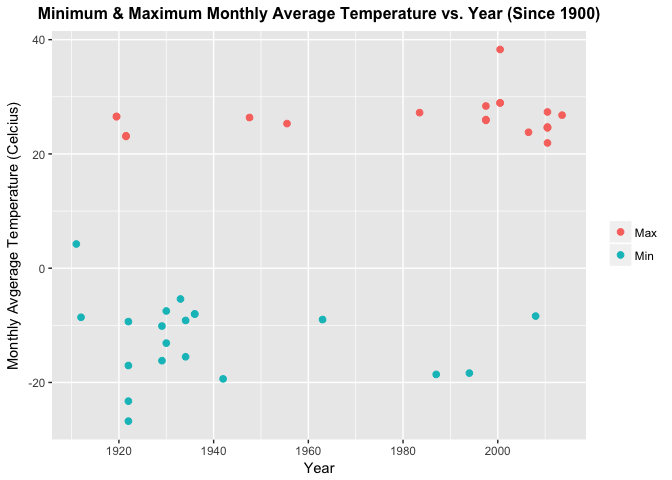 Minimum & Maximum Monthly Average Temperature vs. Year (Since 1900)
Monthly Avgerage Temperature (Celcius)
40
20
0
-20
1920 1940 1960 1980 2000
Year
Max
Min